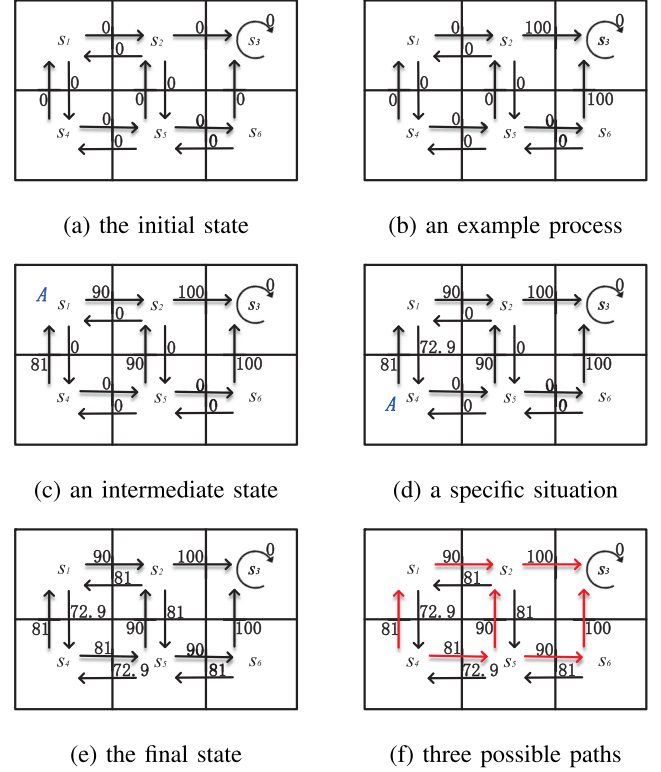 0 0 0
S1 S2 S3
0
0 0 0 0 0
0 0
S4 S5 S6
0 0
(a) the initial state
0 100 0
S1 S2 S3
0
0 0 0 0 100
0 0
S4 S5 S6
0 0
(b) an example process
A 90 100 0
S1 S2 S3
0
81 0 90 0 100
0 0
S4 S5 S6
0 0
(c) an intermediate state
90 100 0
S1 S2 S3
0
81 72.9 90 0 100
0 0
A S4 S5 S6
0 0
(d) a specific situation
90 100 0
S1 S2 S3
81
81 72.9 90 81 100
81 90
S4 S5 S6
72.9 81
(e) the final state
90 100 0
S1 S2 S3
81
81 72.9 90 81 100
81 90
S4 S5 S6
72.9 81
(f) three possible paths